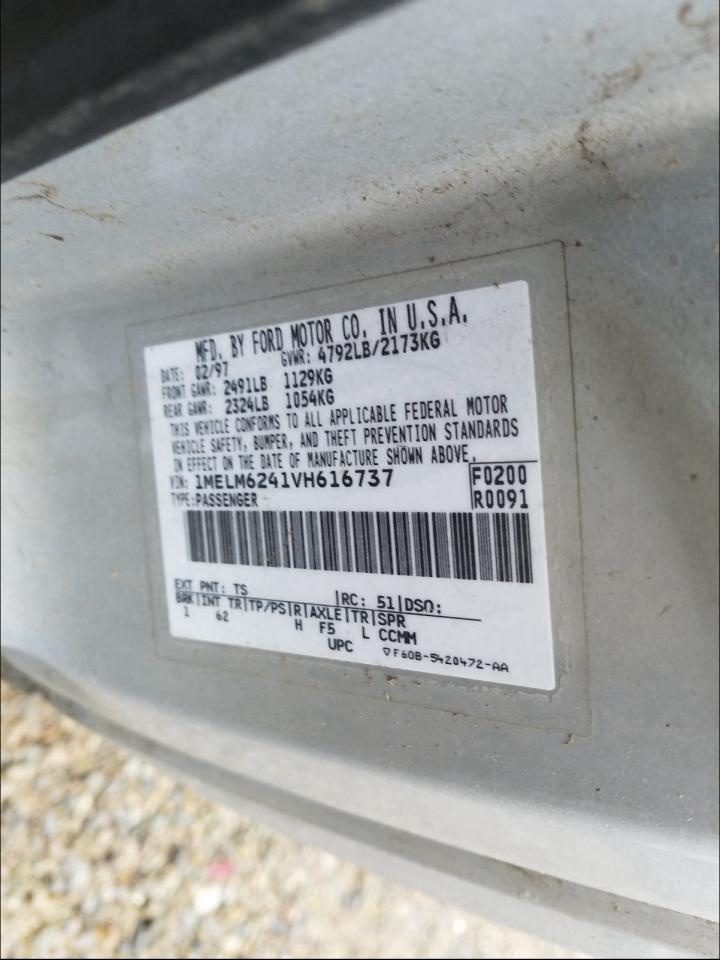 MFD. BY FORD MOTOR CO. IN U.S.A.
DATE: 02/97 GVWR: 4792LB/2173KG
FRONT GAWR: 2491LB 1129KG
REAR GAWR: 2324LB 1054KG
THIS VEHICLE CONFORMS TO ALL APPLICABLE FEDERAL MOTOR
VEHICLE SAFETY, BUMPER, AND THEFT PREVENTION STANDARDS
IN EFFECT ON THE DATE OF MANUFACTURE SHOWN ABOVE.
VIN: 1MELM6241VH616737 F0200
TYPE:PASSENGER R0091
EXT PNT: TS |RC: 51|DSO:
BRK|INT TR|TP/PS|R|AXLE|TR|SPR
1 62 H F5 L CCMM
UPC ▽F60B-5420472-AA